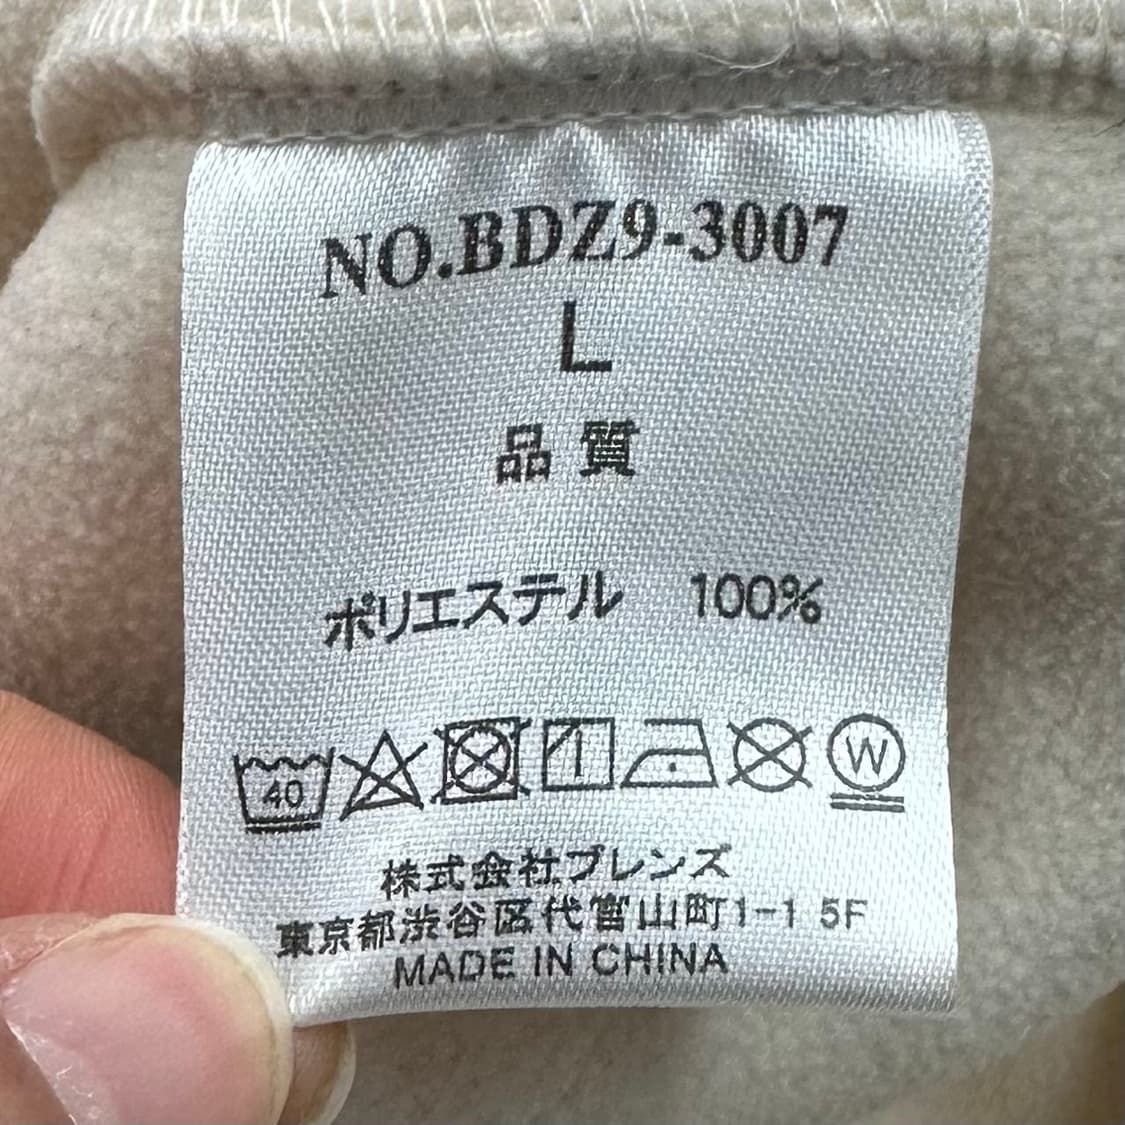 NO.BDZ9-3007
L
品質
ポリエステル 100%
40 W
株式会社ブレンズ
東京都渋谷区代官山町1-1 5F
MADE IN CHINA